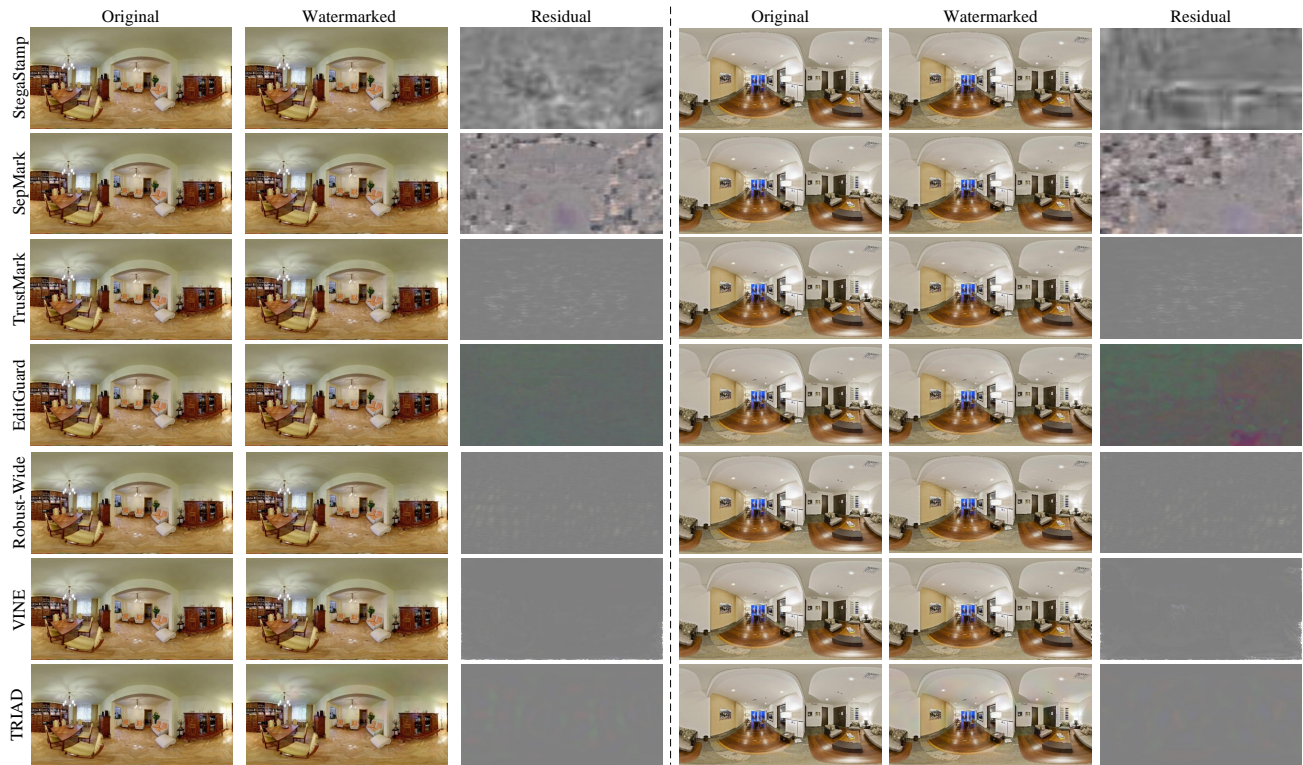 Original Watermarked Residual Original Watermarked Residual
StegaStamp
SepMark
TrustMark
EditGuard
Robust-Wide
VINE
TRIAD